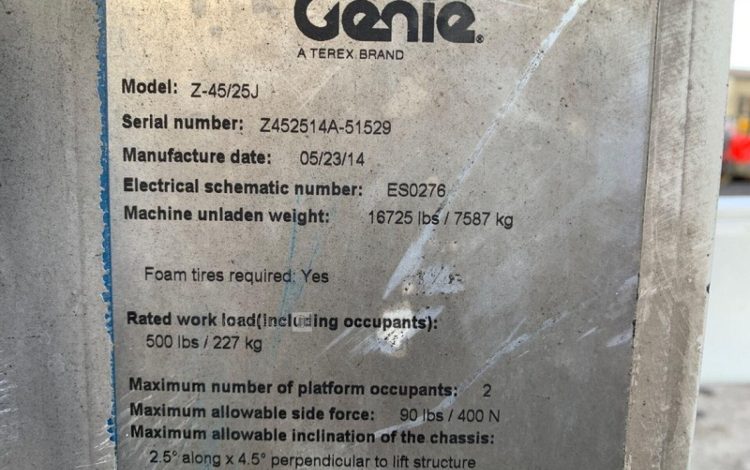 Genie®
A TEREX BRAND
Model: Z-45/25J
Serial number: Z452514A-51529
Manufacture date: 05/23/14
Electrical schematic number: ES0276
Machine unladen weight: 16725 lbs / 7587 kg
Foam tires required: Yes
Rated work load(including occupants):
500 lbs / 227 kg
Maximum number of platform occupants: 2
Maximum allowable side force: 90 lbs / 400 N
Maximum allowable inclination of the chassis:
2.5° along x 4.5° perpendicular to lift structure